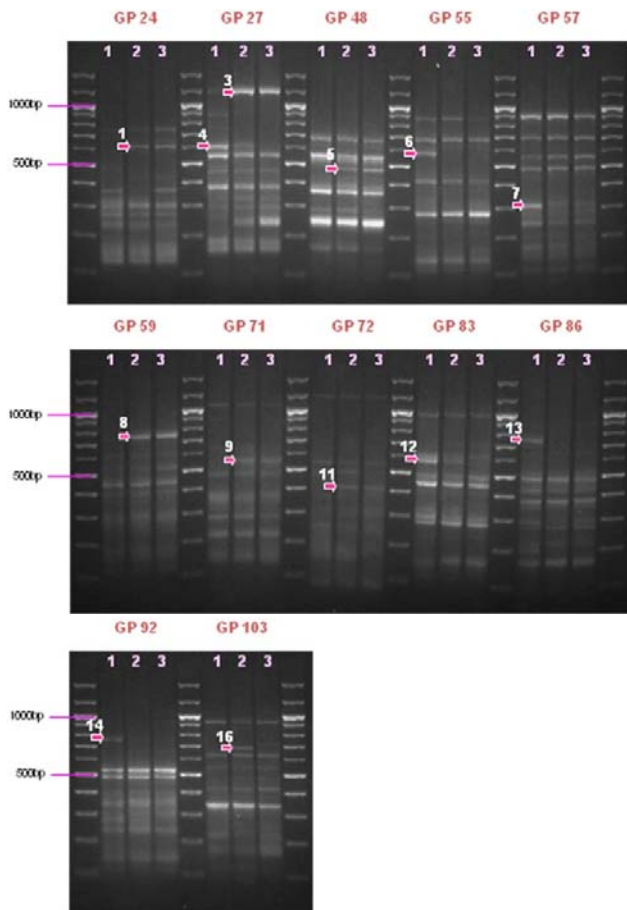 GP 24 GP 27 GP 48 GP 55 GP 57
1 2 3 1 2 3 1 2 3 1 2 3 1 2 3
3
1000bp
1 4 6
500bp 5
7
GP 59 GP 71 GP 72 GP 83 GP 86
1 2 3 1 2 3 1 2 3 1 2 3 1 2 3
1000bp
8 13
9 12
500bp 11
GP 92 GP 103
1 2 3 1 2 3
1000bp
14
16
500bp